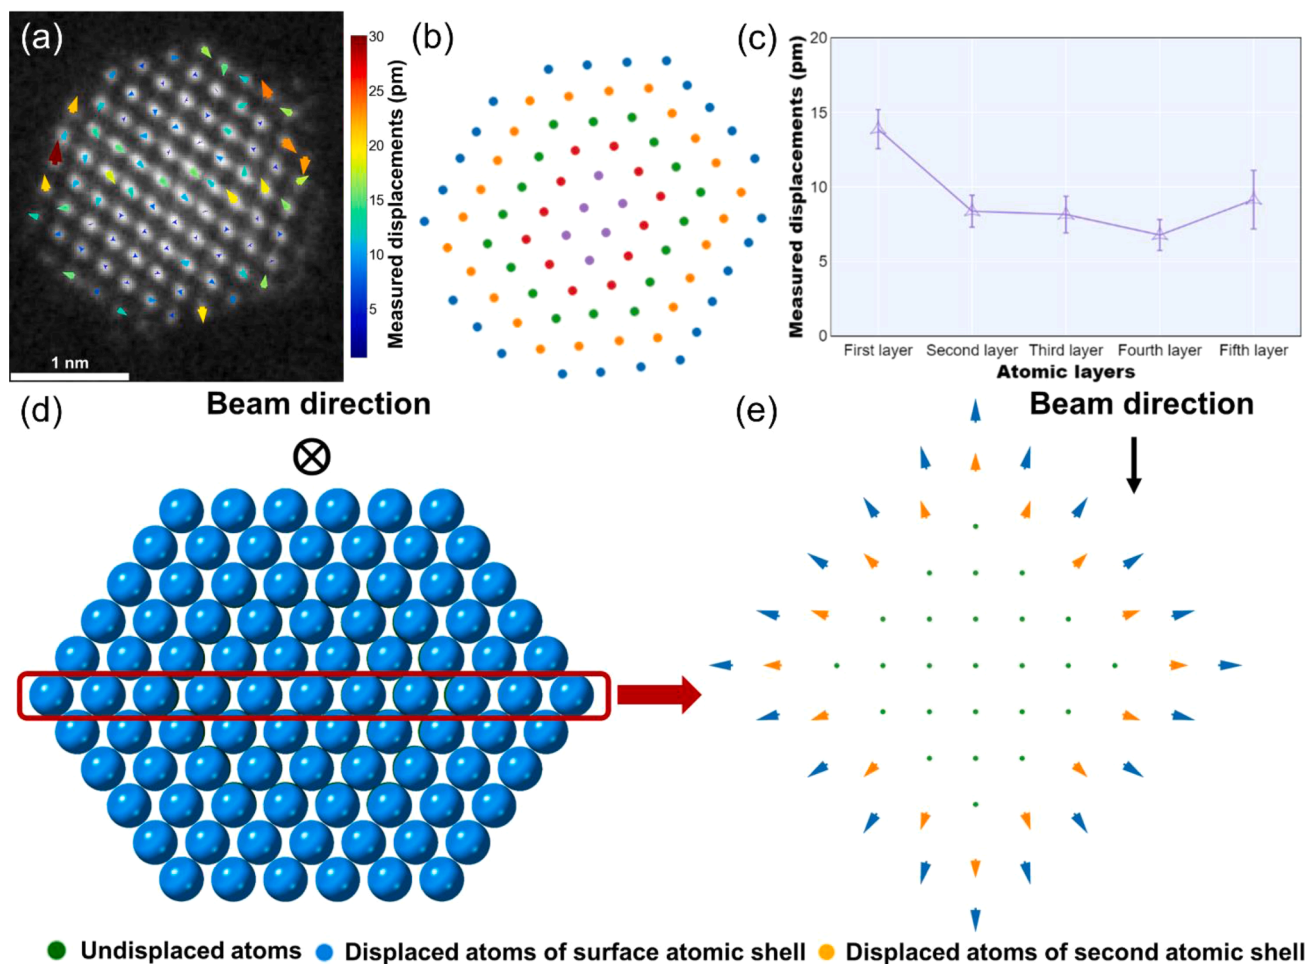 (a)
1 nm
30
25
20
15
10
5
Measured displacements (pm)
(b)
(c)
20
15
10
5
0
Measured displacements (pm)
First layer Second layer Third layer Fourth layer Fifth layer
Atomic layers
(d)
Beam direction
(e)
Beam direction
Undisplaced atoms Displaced atoms of surface atomic shell Displaced atoms of second atomic shell